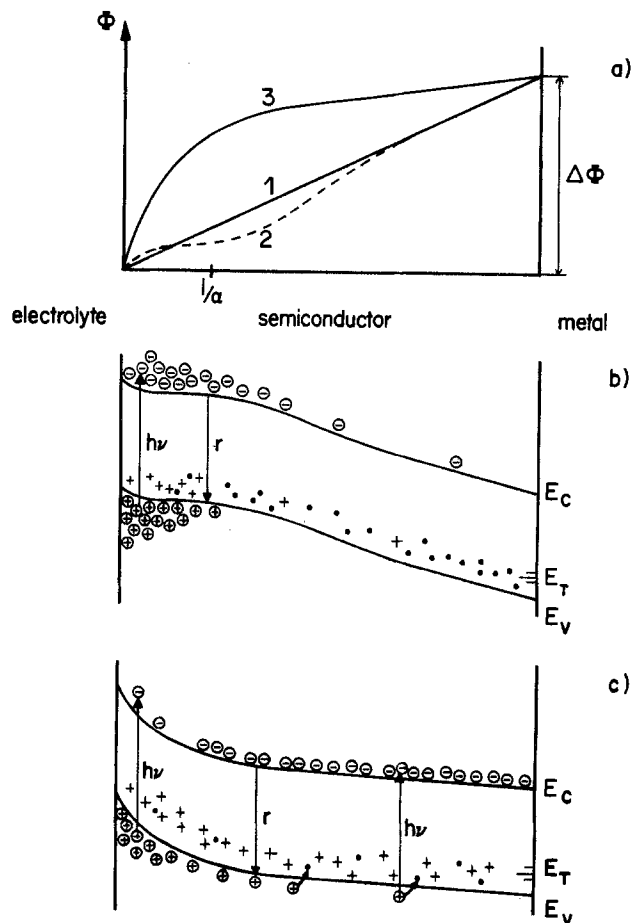 Φ
a)
3
1
2
ΔΦ
1/α
electrolyte semiconductor metal
b)
hν
r
E_C
E_T
E_V
c)
hν
r
hν
E_C
E_T
E_V